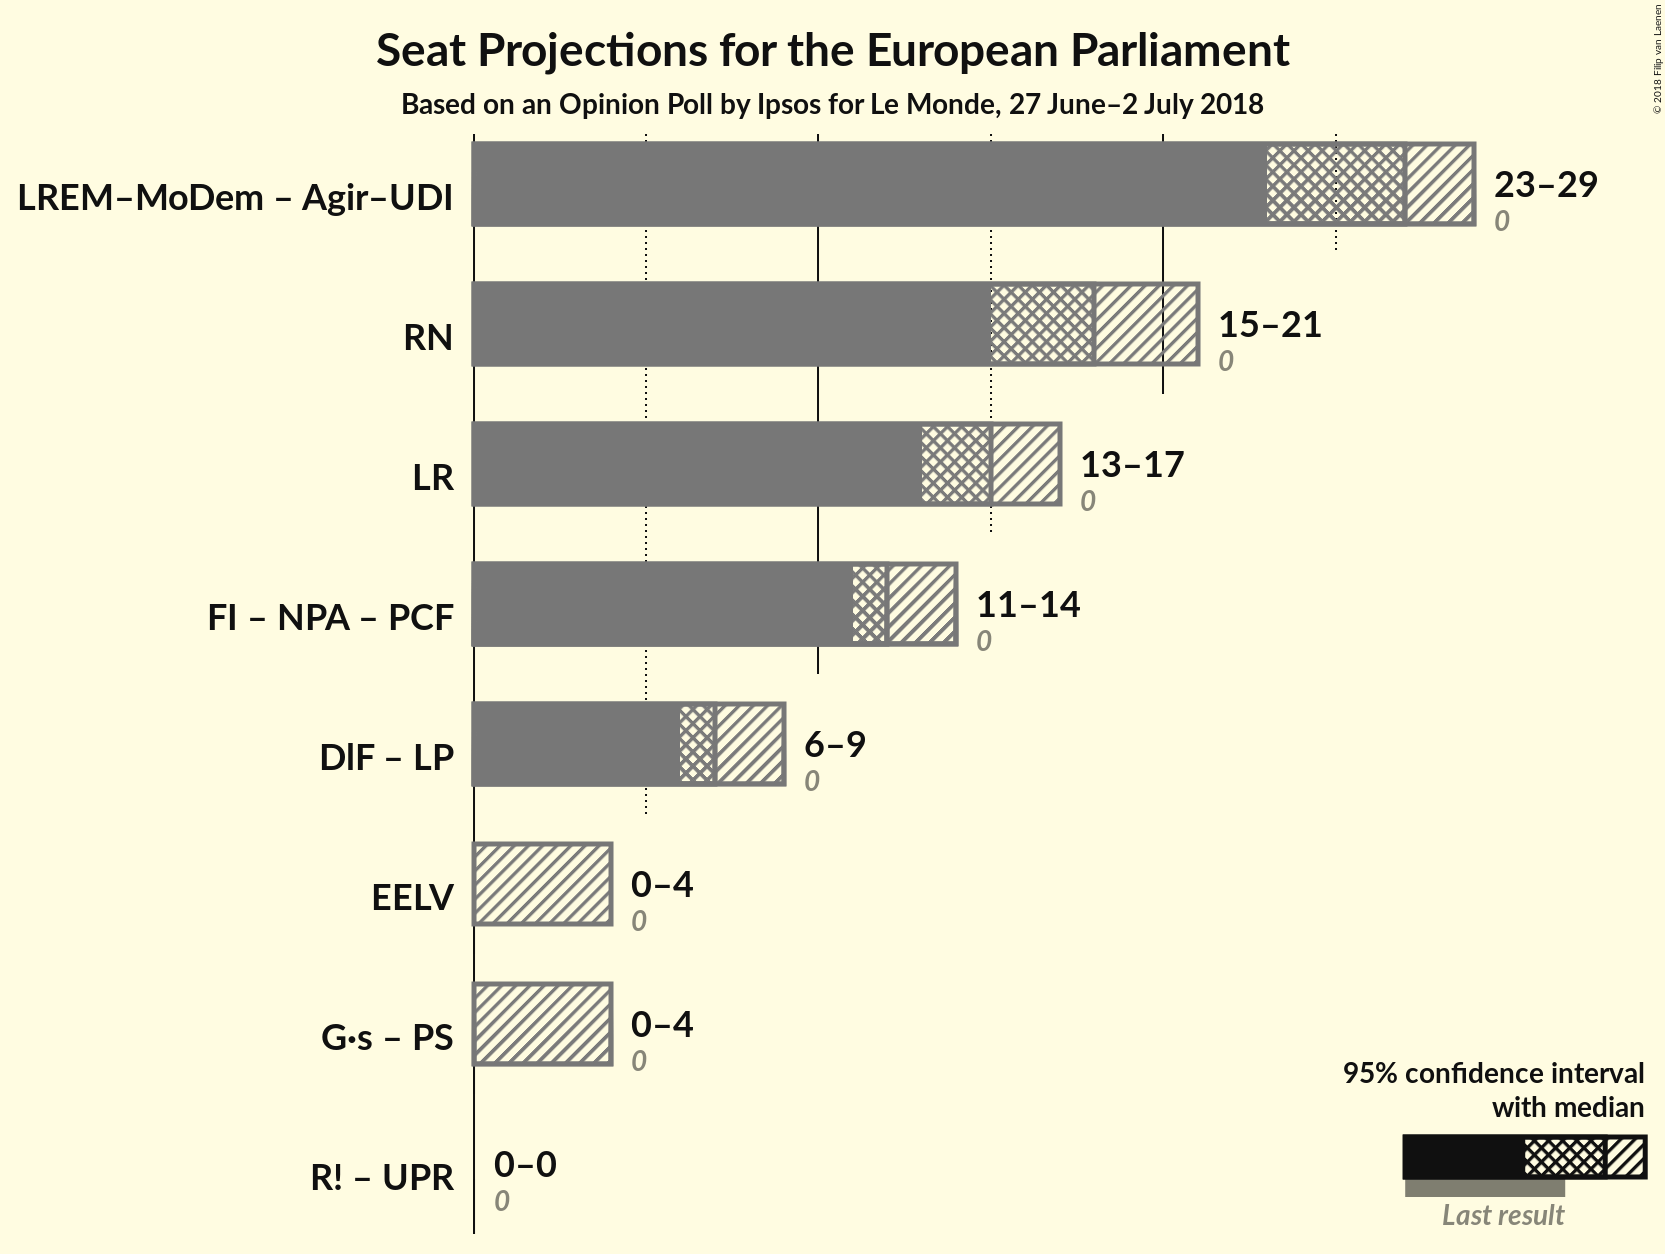 Seat Projections for the European Parliament
Based on an Opinion Poll by Ipsos for Le Monde, 27 June–2 July 2018
© 2018 Filip van Laenen
LREM–MoDem – Agir–UDI
23–29
0
RN
15–21
0
LR
13–17
0
FI – NPA – PCF
11–14
0
DlF – LP
6–9
0
EELV
0–4
0
G·s – PS
0–4
0
R! – UPR
0–0
0
95% confidence interval
with median
Last result